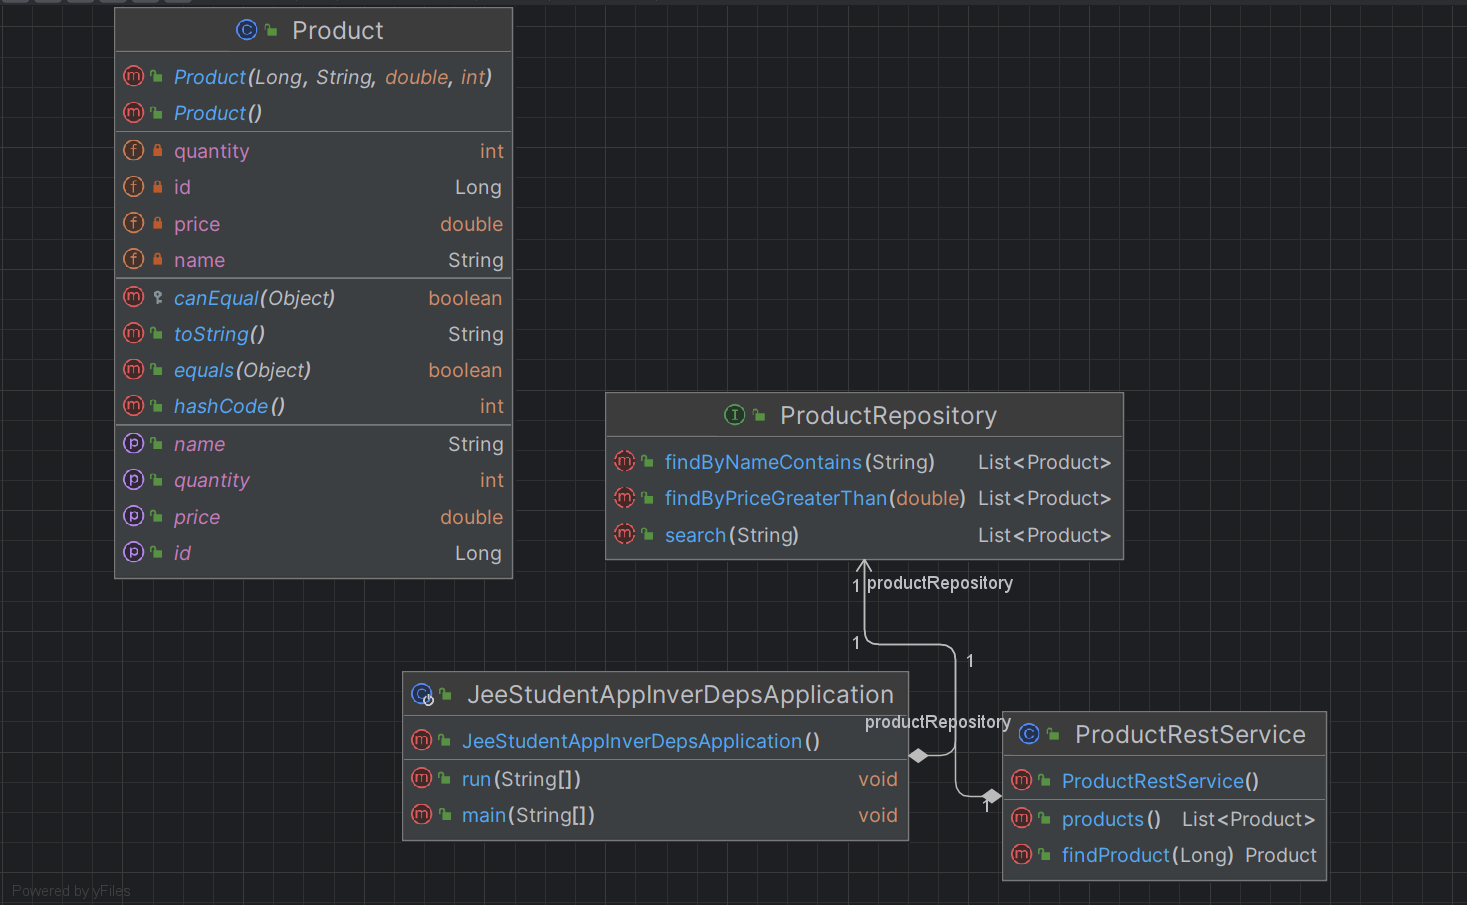 Product
Product(Long, String, double, int)
Product()
quantity int
id Long
price double
name String
canEqual(Object) boolean
toString() String
equals(Object) boolean
hashCode() int
name String
quantity int
price double
id Long
ProductRepository
findByNameContains(String) List<Product>
findByPriceGreaterThan(double) List<Product>
search(String) List<Product>
1 productRepository
1
1
JeeStudentAppInverDepsApplication
JeeStudentAppInverDepsApplication()
run(String[]) void
main(String[]) void
productRepository
1
ProductRestService
ProductRestService()
products() List<Product>
findProduct(Long) Product
Powered by yFiles